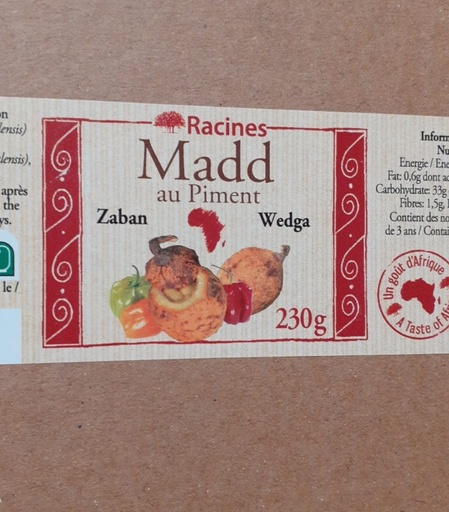 on
lensis)
lensis),
après
the
ys.
le /
Racines
Madd
au Piment
Zaban
Wedga
230g
Inform
Nu
Energie / Ene
Fat: 0,6g dont ac
Carbohydrate: 33g
Fibres: 1,5g,
Contient des no
de 3 ans / Contai
Un goût d'Afrique
A Taste of Af